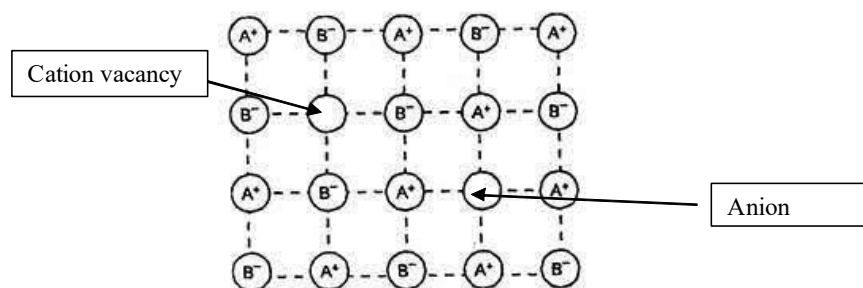 A⁺ B⁻ A⁺ B⁻ A⁺
Cation vacancy
B⁻ B⁻ A⁺ B⁻
A⁺ B⁻ A⁺ A⁺
Anion
B⁻ A⁺ B⁻ A⁺ B⁻